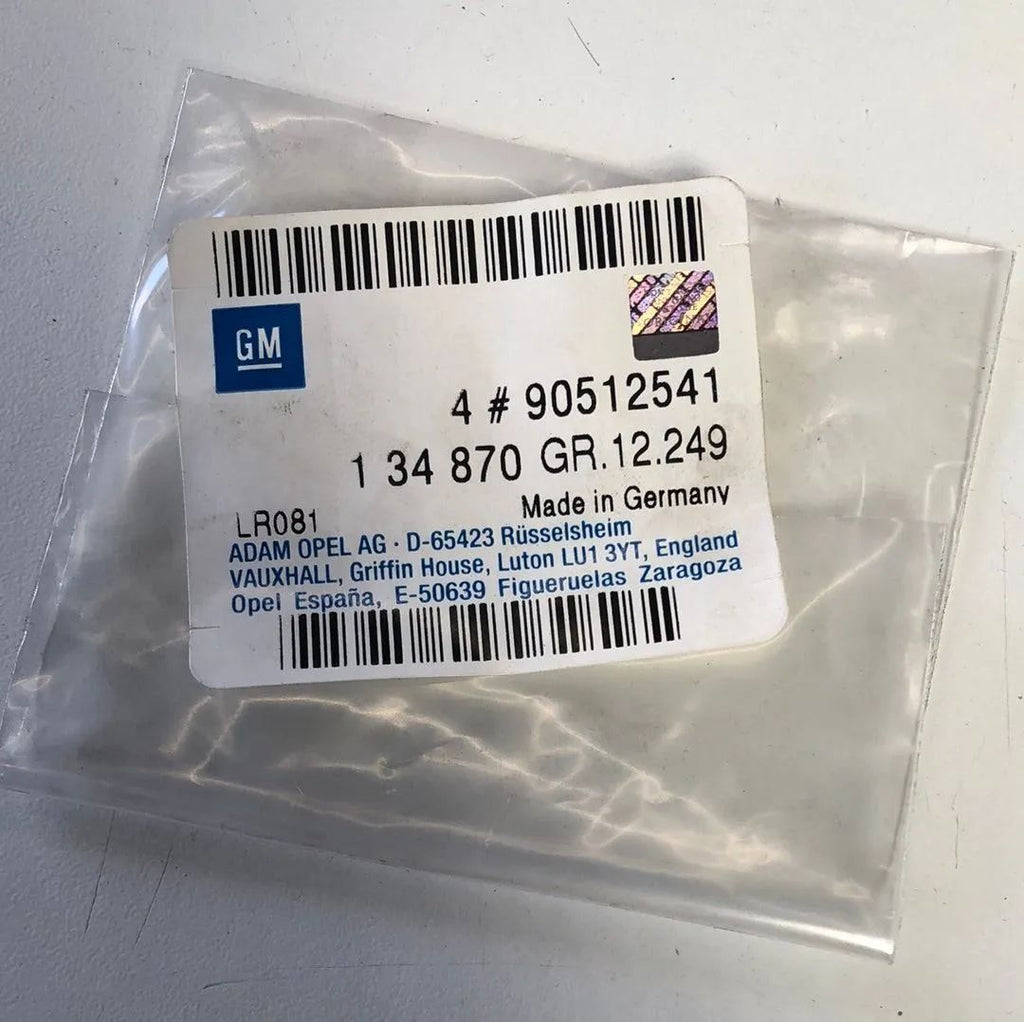 GM
4 # 90512541
1 34 870 GR.12.249
Made in Germany
LR081
ADAM OPEL AG · D-65423 Rüsselsheim
VAUXHALL, Griffin House, Luton LU1 3YT, England
Opel España, E-50639 Figueruelas Zaragoza